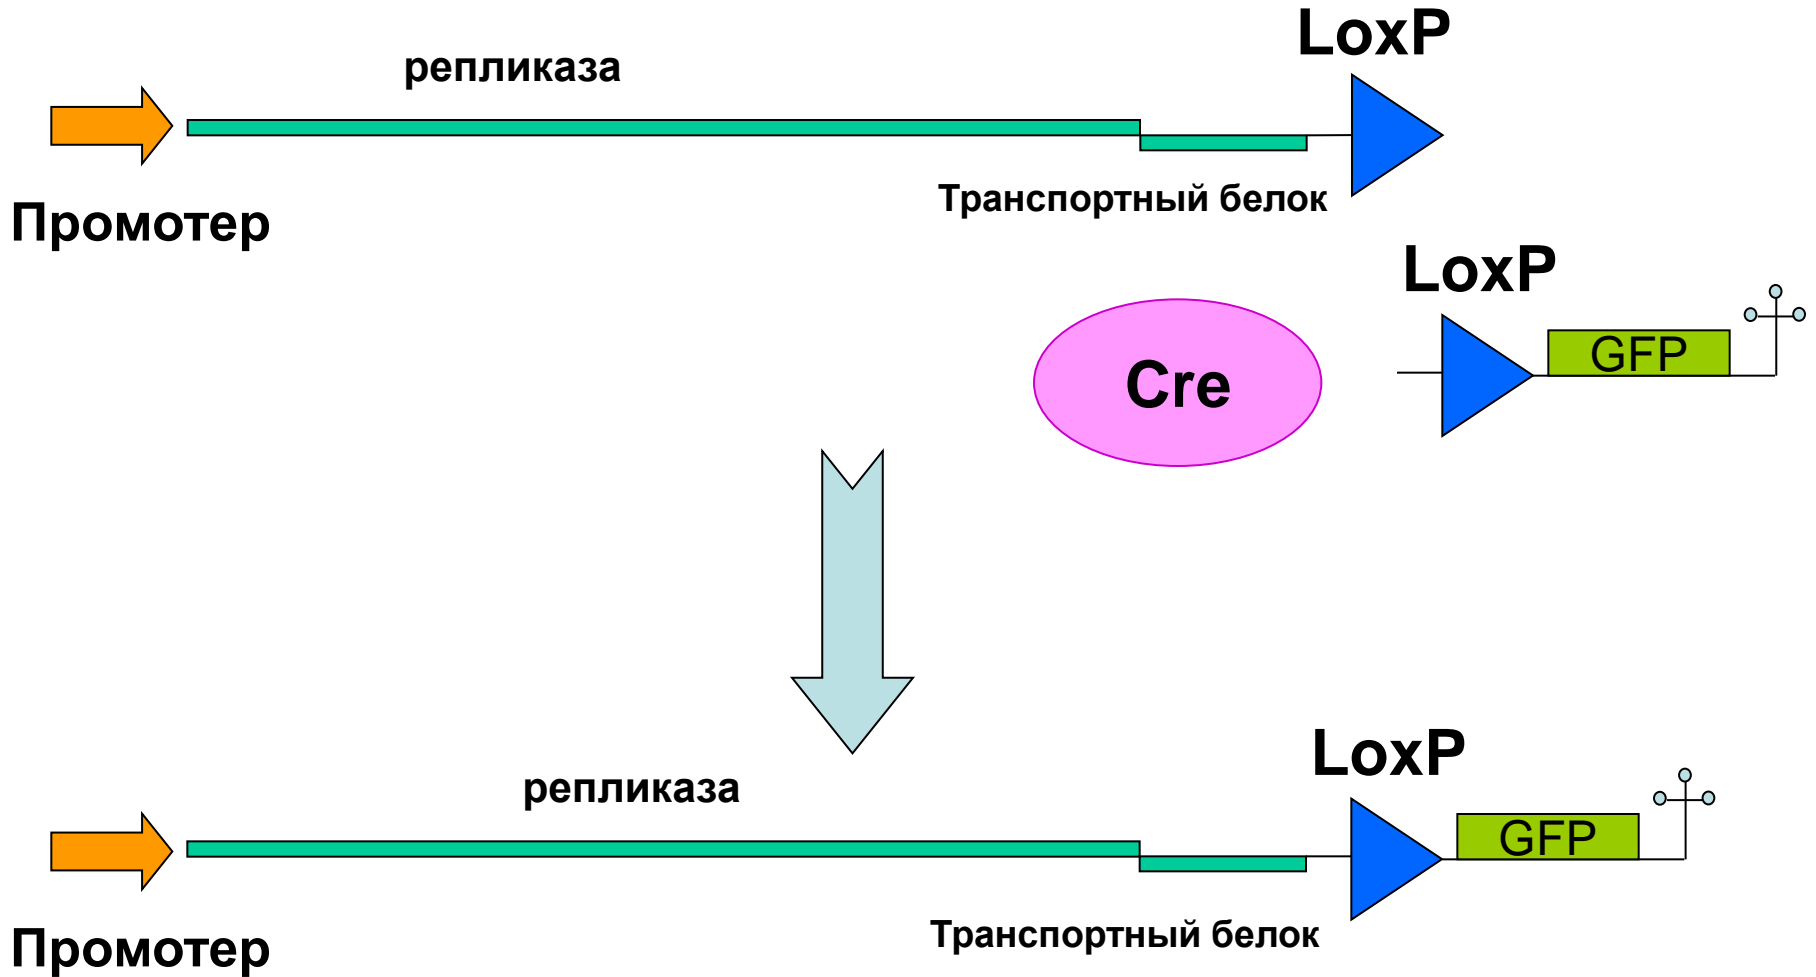 LoxP
репликаза
Транспортный белок
Промотер
LoxP
GFP
Cre
LoxP
репликаза
GFP
Транспортный белок
Промотер